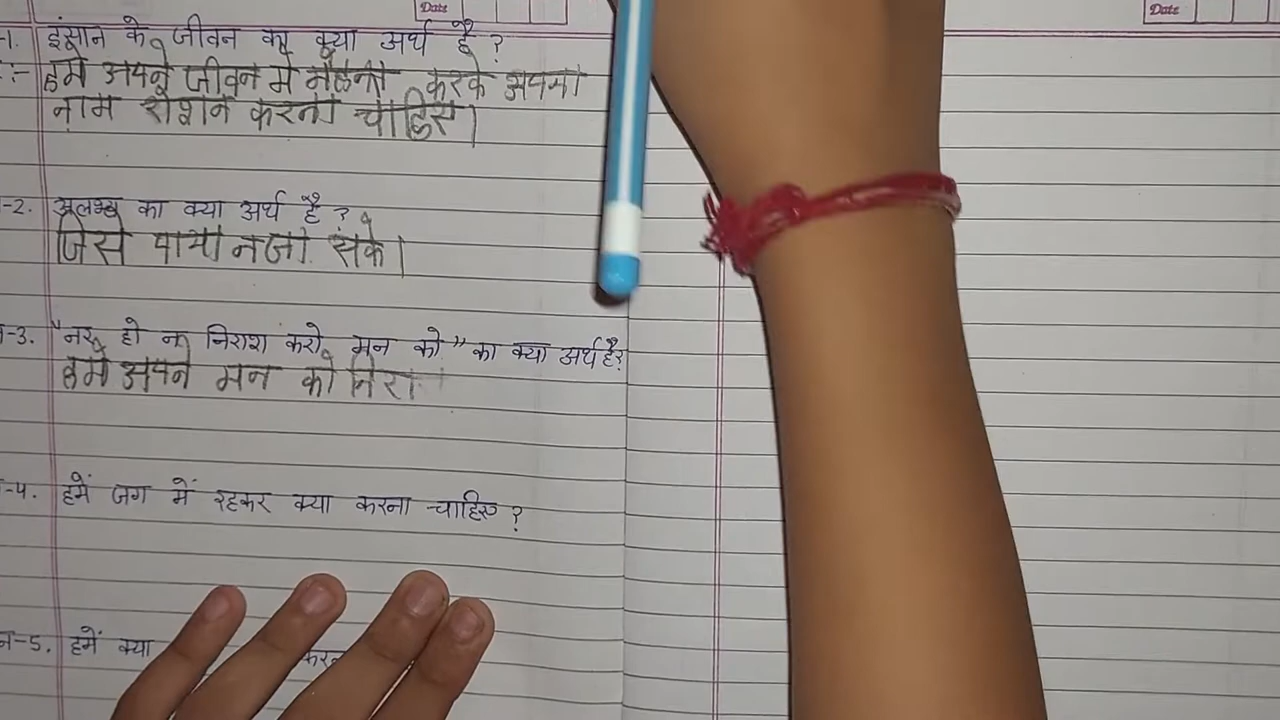 Date
Date
-1. इंसान के जीवन का क्या अर्थ है ?
:- हमे अपने जीवन मे मेहनत करके अपना
नाम रोशन करना चाहिए।
-2. अलभ्य का क्या अर्थ है ?
जिसे पाया न जा सके।
-3. "नर हो न निराश करो मन को" का क्या अर्थ है?
हमे अपने मन को निरा
-4. हमें जग में रहकर क्या करना चाहिए ?
न-5. हमें क्या